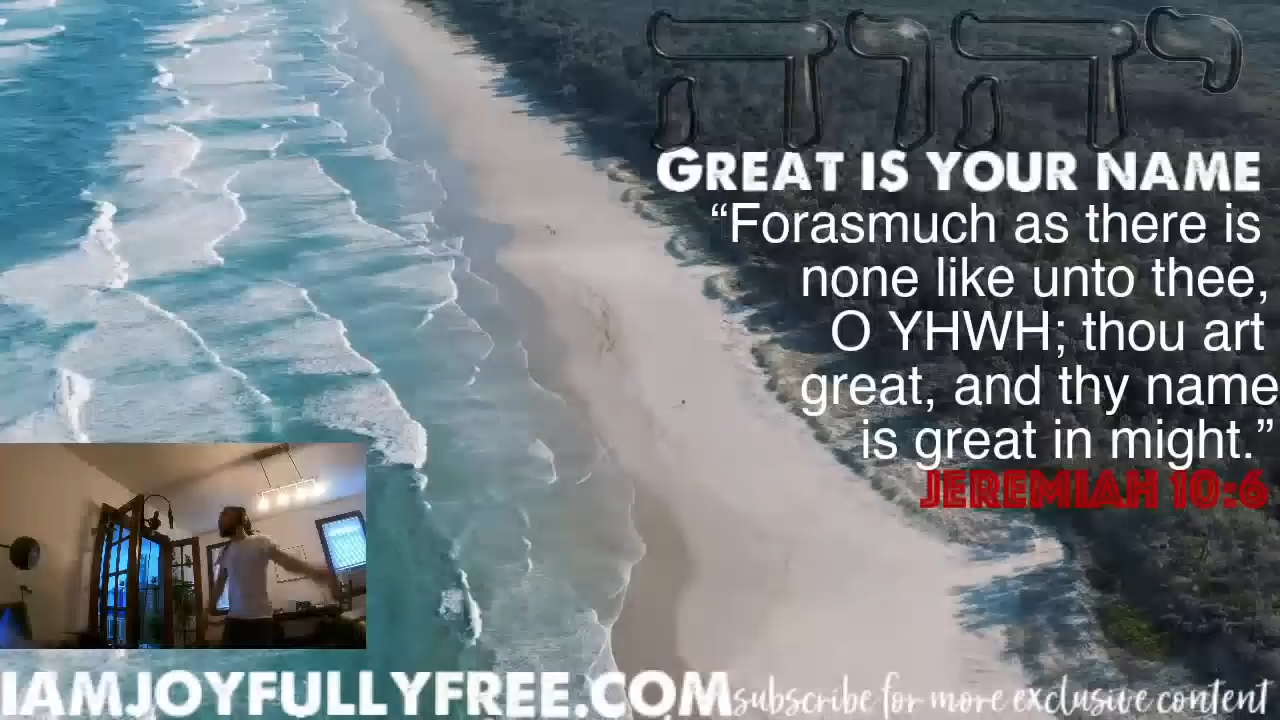 יהוה
GREAT IS YOUR NAME
“Forasmuch as there is
none like unto thee,
O YHWH; thou art
great, and thy name
is great in might.”
JEREMIAH 10:6
IAMJOYFULLYFREE.COM
subscribe for more exclusive content